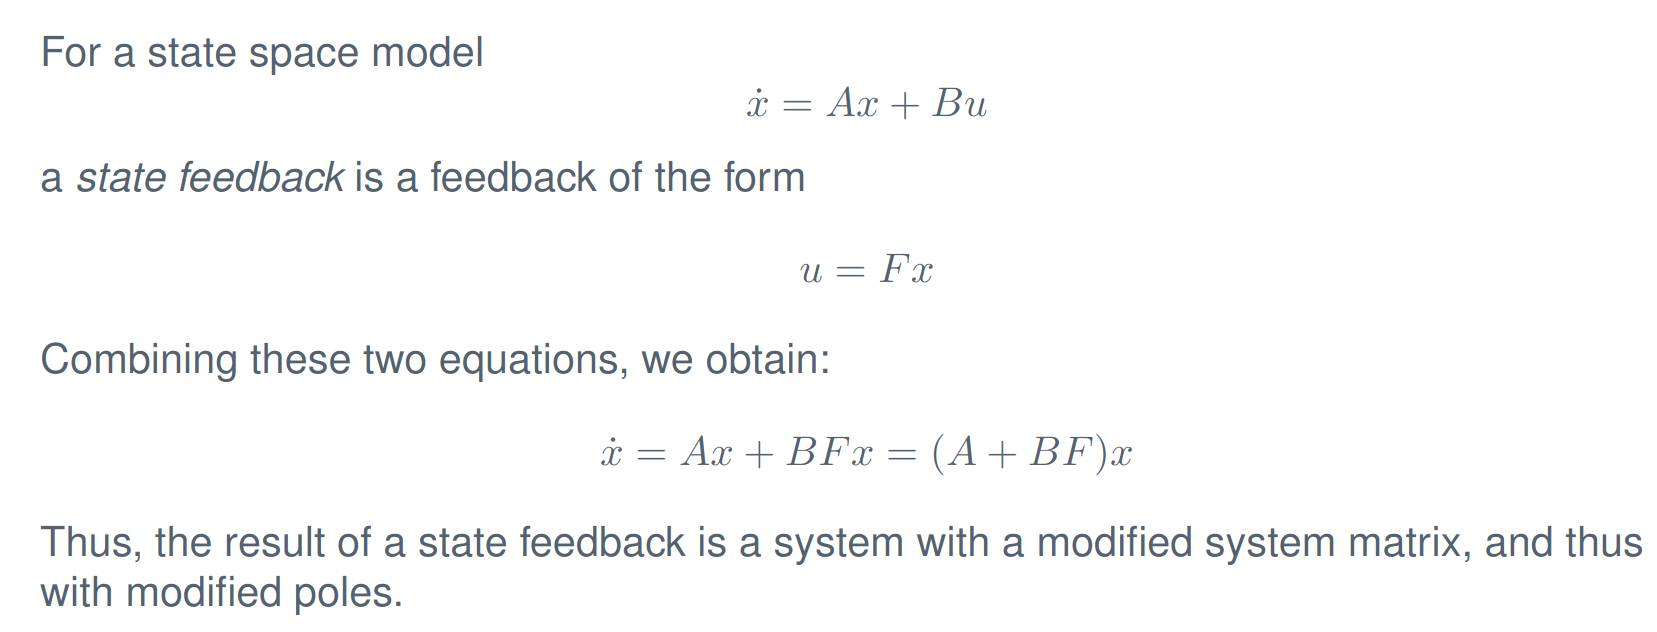 For a state space model
ẋ = Ax + Bu
a state feedback is a feedback of the form
u = Fx
Combining these two equations, we obtain:
ẋ = Ax + BFx = (A + BF)x
Thus, the result of a state feedback is a system with a modified system matrix, and thus
with modified poles.